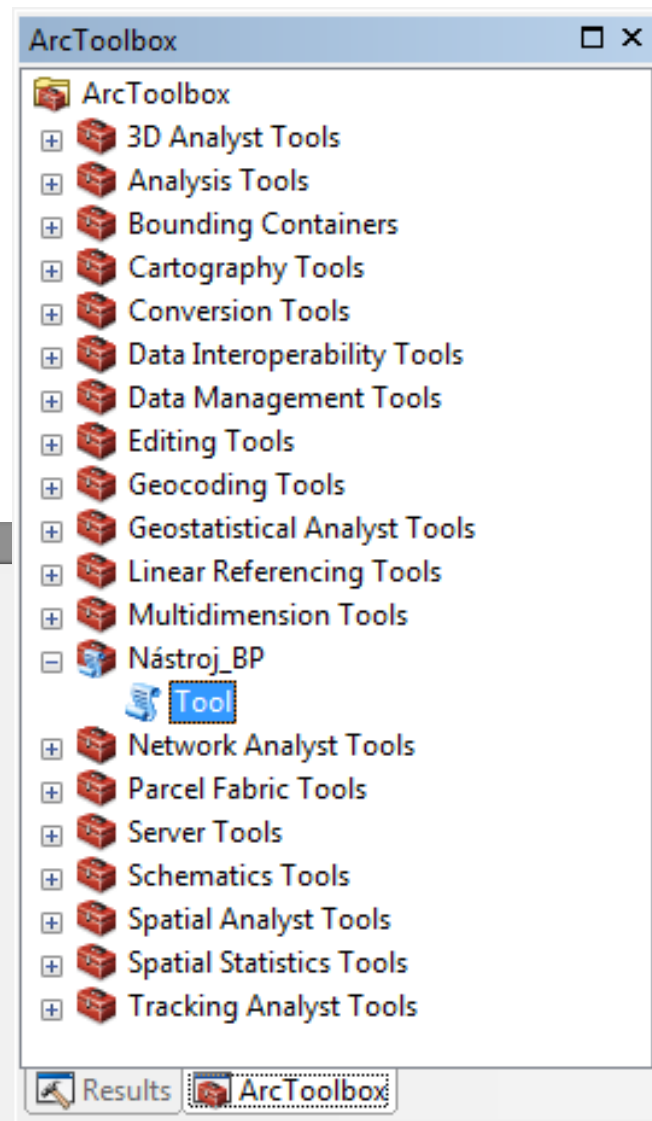 ArcToolbox
ArcToolbox
3D Analyst Tools
Analysis Tools
Bounding Containers
Cartography Tools
Conversion Tools
Data Interoperability Tools
Data Management Tools
Editing Tools
Geocoding Tools
Geostatistical Analyst Tools
Linear Referencing Tools
Multidimension Tools
Nástroj_BP
Tool
Network Analyst Tools
Parcel Fabric Tools
Server Tools
Schematics Tools
Spatial Analyst Tools
Spatial Statistics Tools
Tracking Analyst Tools
Results ArcToolbox